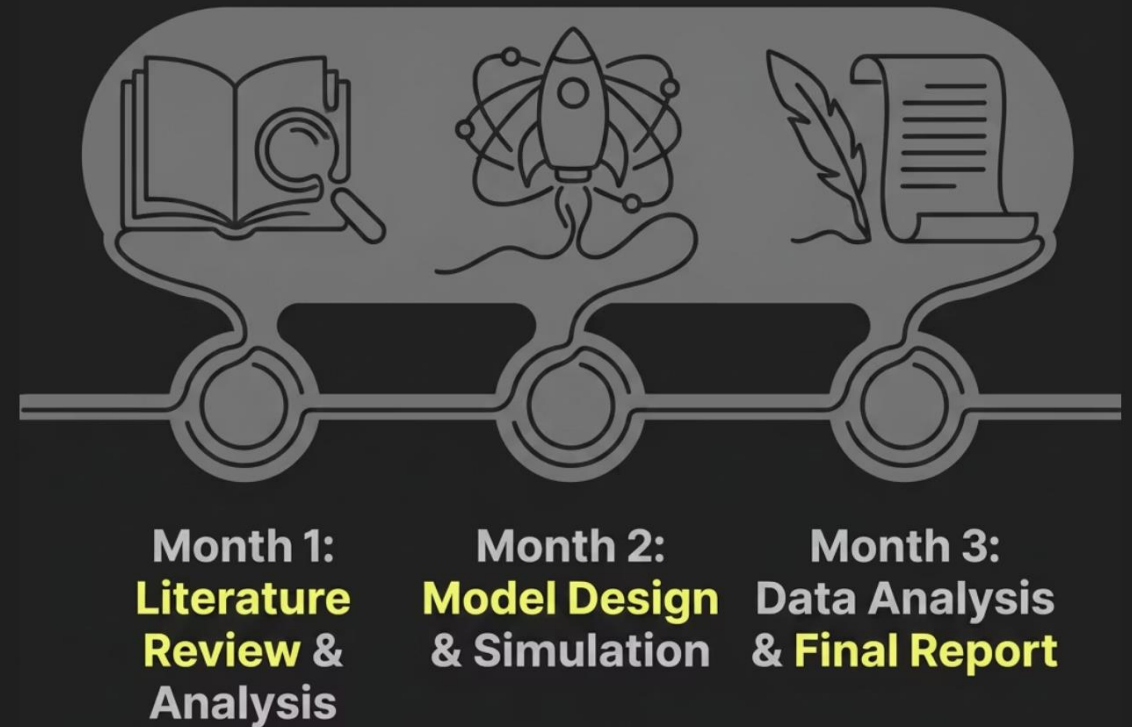 Month 1:
Literature
Review &
Analysis
Month 2:
Model Design
& Simulation
Month 3:
Data Analysis
& Final Report